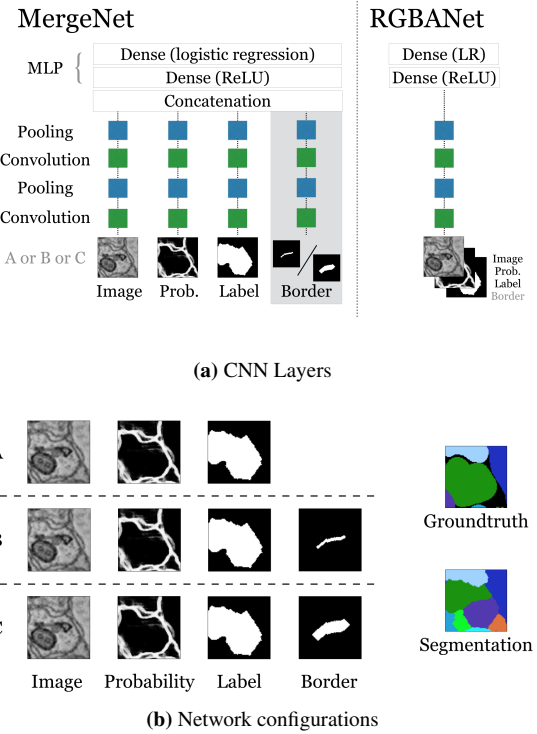 MergeNet
RGBANet
MLP {
Dense (logistic regression)
Dense (ReLU)
Concatenation
Dense (LR)
Dense (ReLU)
Pooling
Convolution
Pooling
Convolution
A or B or C
Image
Prob.
Label
Border
Image
Prob.
Label
Border
(a) CNN Layers
Groundtruth
Segmentation
Image
Probability
Label
Border
(b) Network configurations